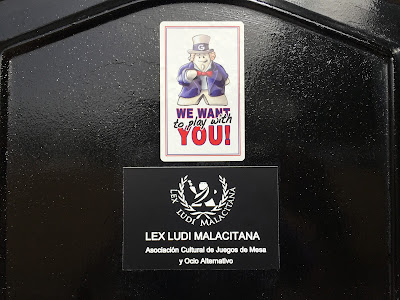 G
WE WANT
to play with
YOU!
LEX LUDI MALACITANA
LEX LUDI MALACITANA
Asociación Cultural de Juegos de Mesa
y Ocio Alternativo